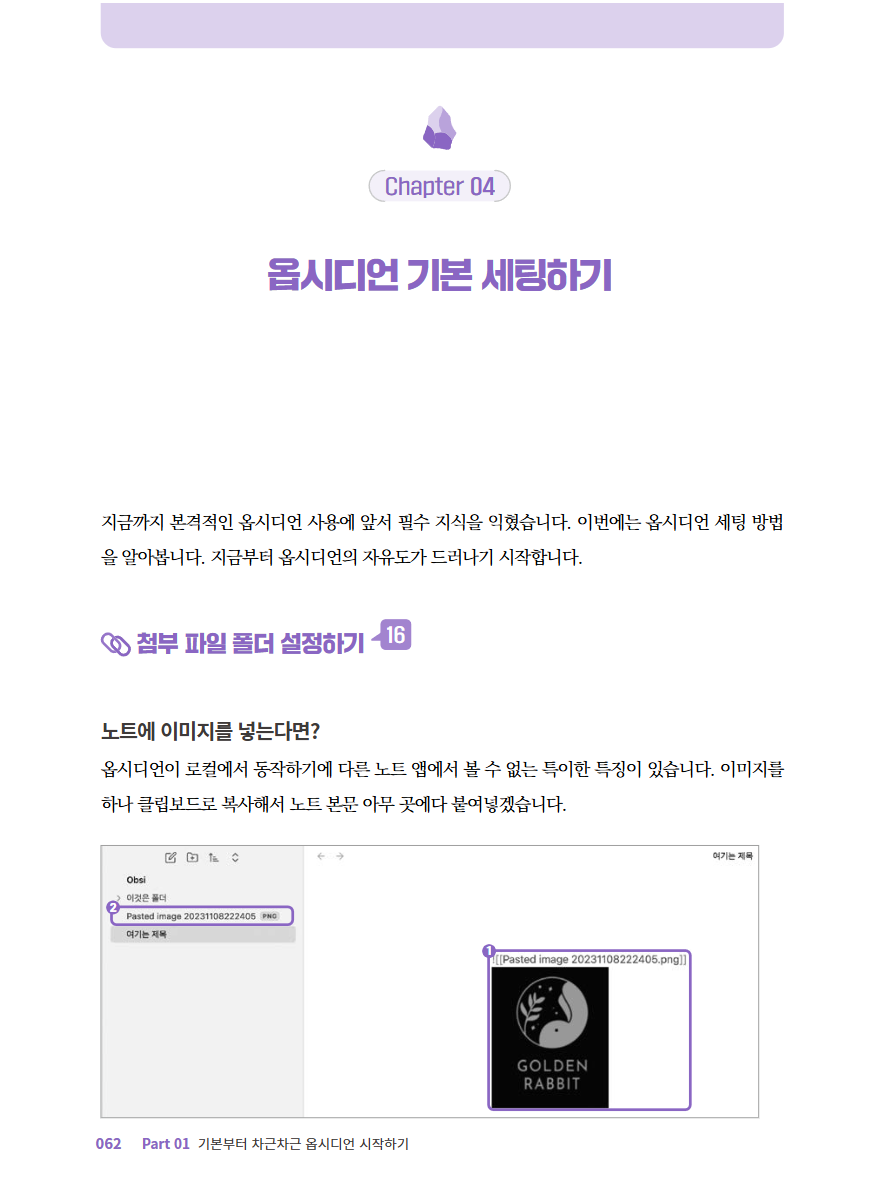 Chapter 04
옵시디언 기본 세팅하기
지금까지 본격적인 옵시디언 사용에 앞서 필수 지식을 익혔습니다. 이번에는 옵시디언 세팅 방법
을 알아봅니다. 지금부터 옵시디언의 자유도가 드러나기 시작합니다.
첨부 파일 폴더 설정하기 16
노트에 이미지를 넣는다면?
옵시디언이 로컬에서 동작하기에 다른 노트 앱에서 볼 수 없는 특이한 특징이 있습니다. 이미지를
하나 클립보드로 복사해서 노트 본문 아무 곳에다 붙여넣겠습니다.
여기는 제목
Obsi
이것은 폴더
2
Pasted image 20231108222405 PNG
여기는 제목
1
![[Pasted image 20231108222405.png]]
GOLDEN
RABBIT
062 Part 01 기본부터 차근차근 옵시디언 시작하기